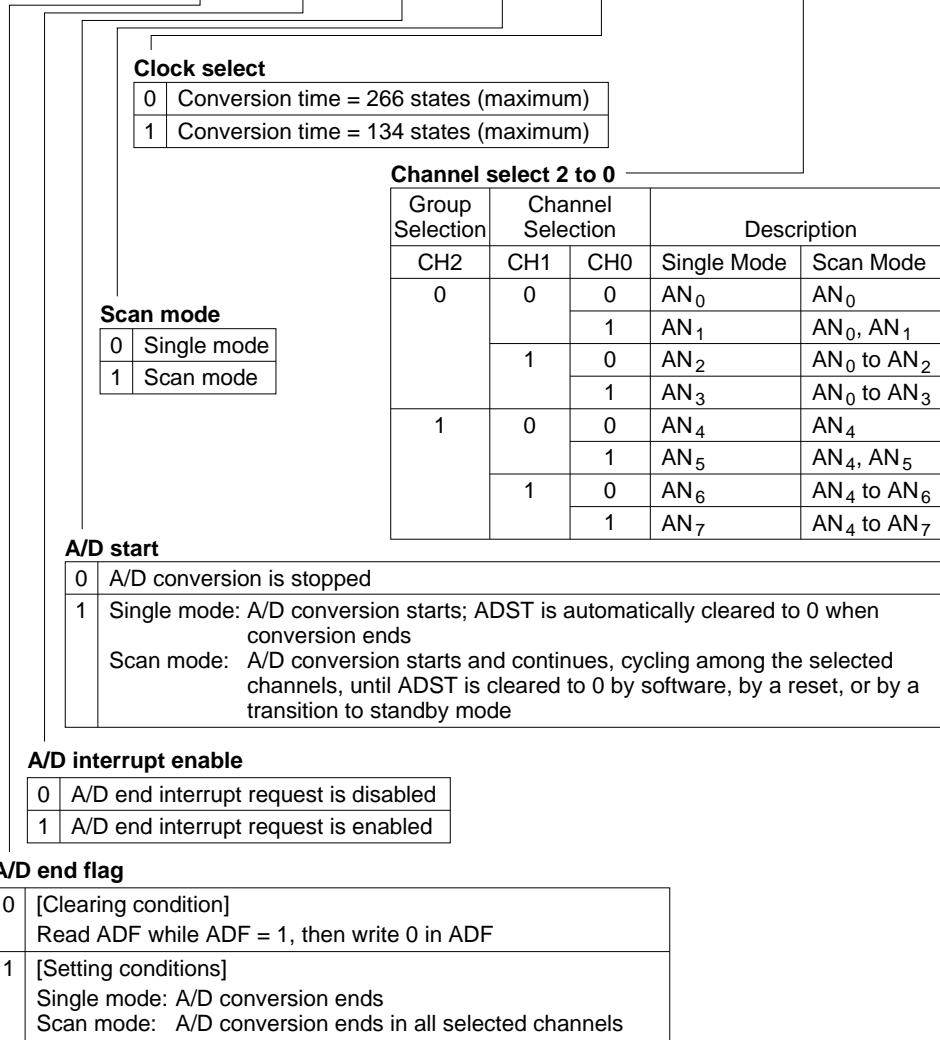 Clock select
0 Conversion time = 266 states (maximum)
1 Conversion time = 134 states (maximum)
Channel select 2 to 0
Group Selection Channel Selection Description
CH2 CH1 CH0 Single Mode Scan Mode
0 0 0 AN0 AN0
1 AN1 AN0, AN1
1 0 AN2 AN0 to AN2
1 AN3 AN0 to AN3
1 0 0 AN4 AN4
1 AN5 AN4, AN5
1 0 AN6 AN4 to AN6
1 AN7 AN4 to AN7
Scan mode
0 Single mode
1 Scan mode
A/D start
0 A/D conversion is stopped
1 Single mode: A/D conversion starts; ADST is automatically cleared to 0 when
conversion ends
Scan mode: A/D conversion starts and continues, cycling among the selected
channels, until ADST is cleared to 0 by software, by a reset, or by a
transition to standby mode
A/D interrupt enable
0 A/D end interrupt request is disabled
1 A/D end interrupt request is enabled
A/D end flag
0 [Clearing condition]
Read ADF while ADF = 1, then write 0 in ADF
1 [Setting conditions]
Single mode: A/D conversion ends
Scan mode: A/D conversion ends in all selected channels